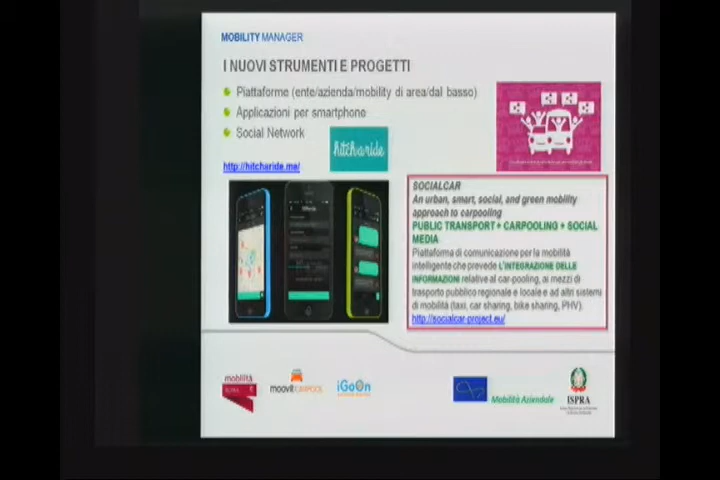 MOBILITY MANAGER
I NUOVI STRUMENTI E PROGETTI
Piattaforme (ente/azienda/mobility di area/dal basso)
Applicazioni per smartphone
Social Network
hitcharide
http://hitcharide.me/
SOCIALCAR
An urban, smart, social, and green mobility
approach to carpooling
PUBLIC TRANSPORT + CARPOOLING + SOCIAL
MEDIA
Piattaforma di comunicazione per la mobilità
intelligente che prevede L'INTEGRAZIONE DELLE
INFORMAZIONI relative al car-pooling, ai mezzi di
trasporto pubblico regionale e locale e ad altri sistemi
di mobilità (taxi, car sharing, bike sharing, PHV).
http://socialcar-project.eu/
mobilità
moovit CARPOOL
iGoOn
Mobilità Aziendale
ISPRA